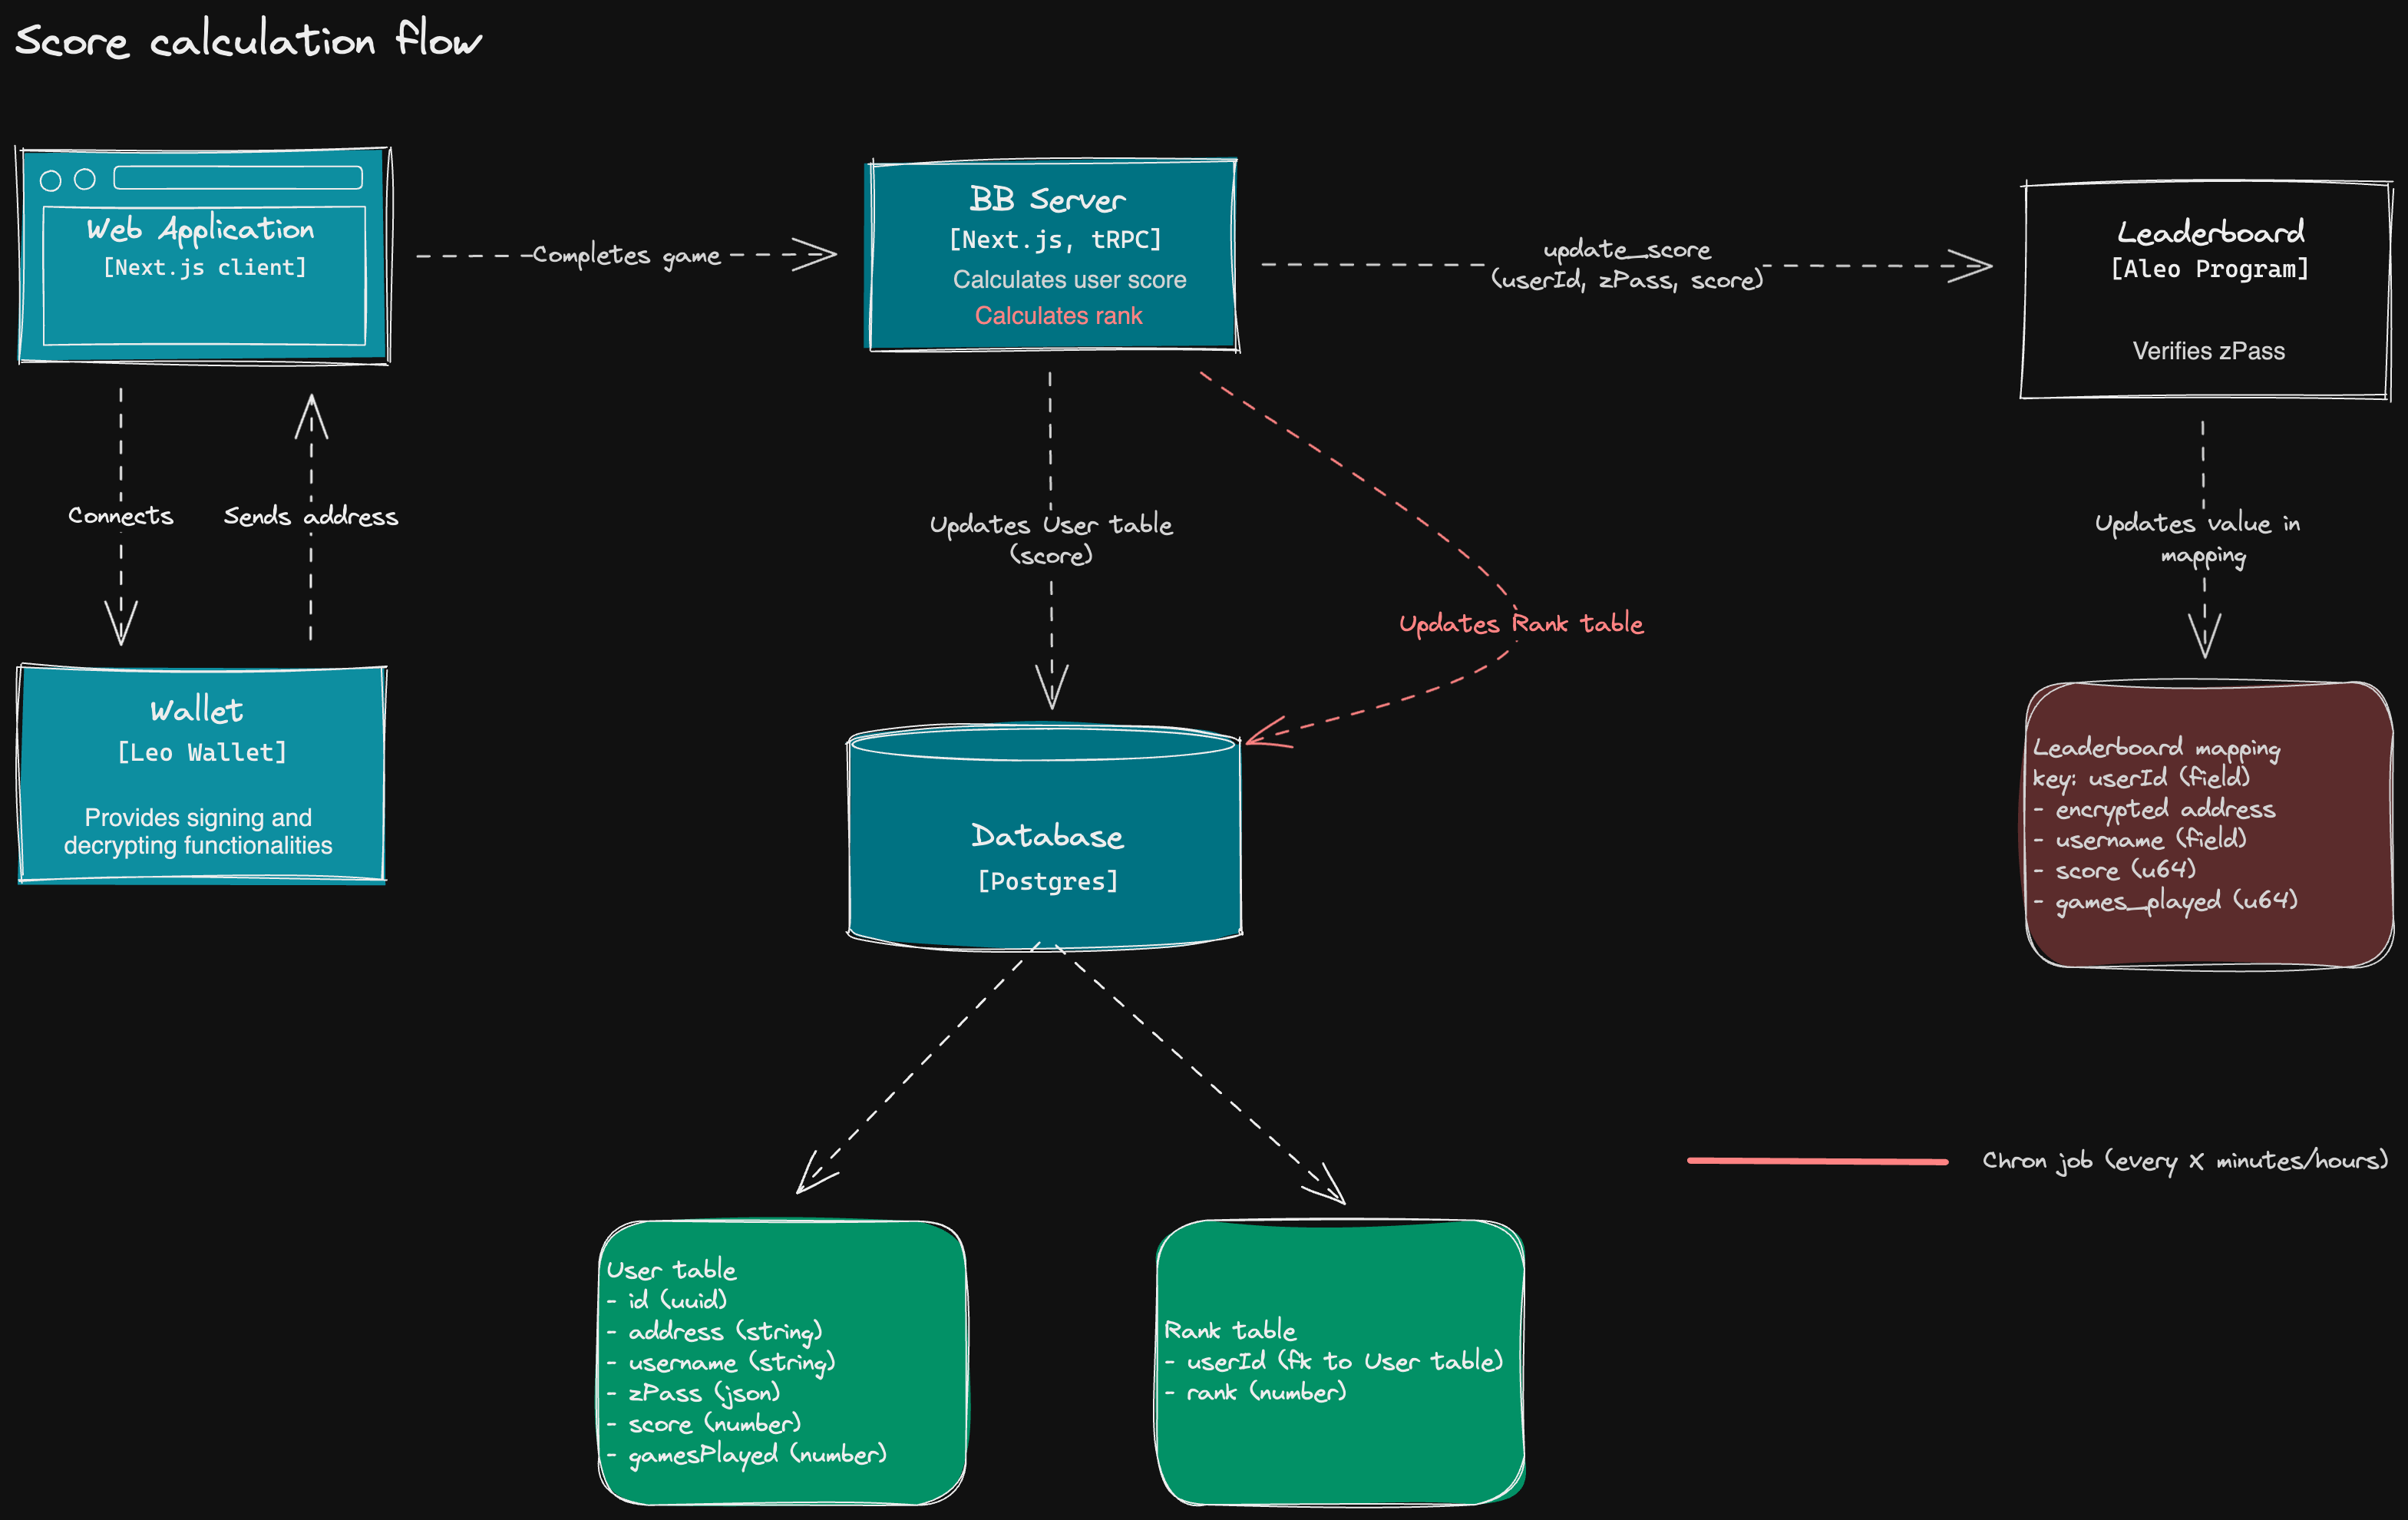 Score calculation flow
Web Application
[Next.js client]
Completes game
BB Server
[Next.js, tRPC]
Calculates user score
Calculates rank
update_score
(userId, zPass, score)
Leaderboard
[Aleo Program]
Verifies zPass
Connects
Sends address
Updates User table
(score)
Updates Rank table
Updates value in
mapping
Wallet
[Leo Wallet]
Provides signing and
decrypting functionalities
Database
[Postgres]
Leaderboard mapping
key: userId (field)
- encrypted address
- username (field)
- score (u64)
- games_played (u64)
Chron job (every X minutes/hours)
User table
- id (uuid)
- address (string)
- username (string)
- zPass (json)
- score (number)
- gamesPlayed (number)
Rank table
- userId (fk to User table)
- rank (number)